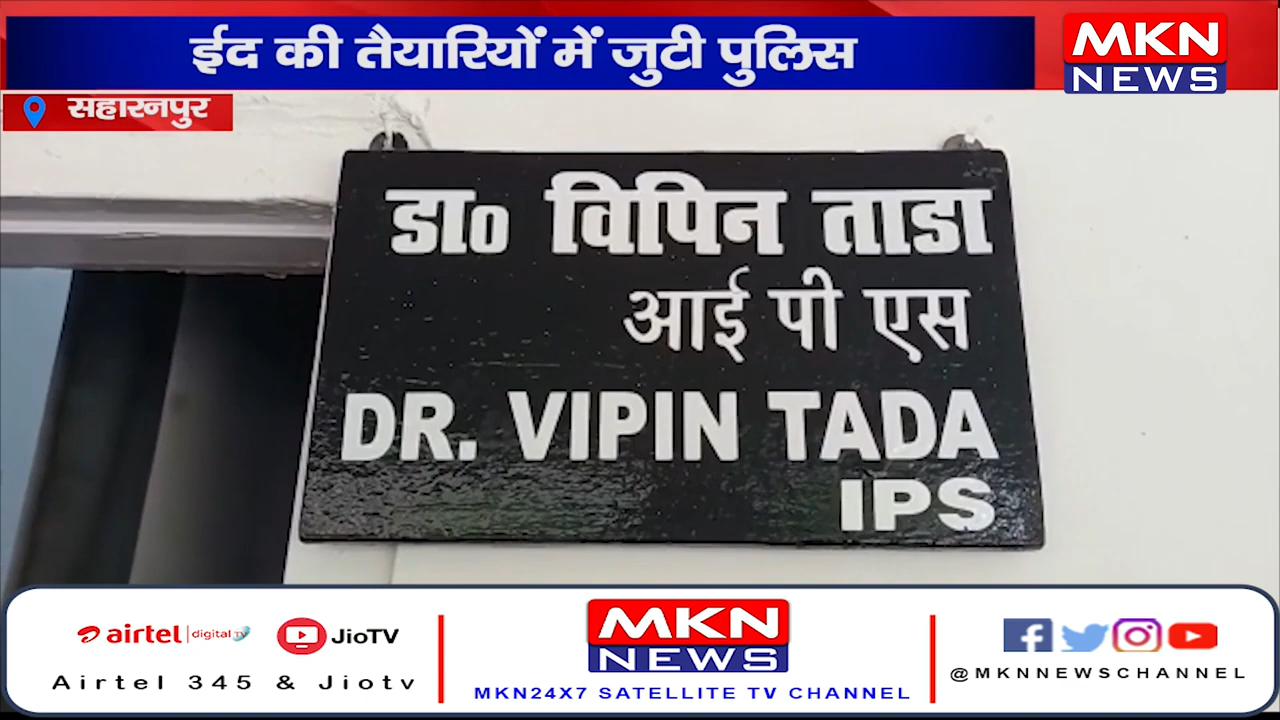 ईद की तैयारियों में जुटी पुलिस
MKN
NEWS
सहारनपुर
डा० विपिन ताडा
आई पी एस
DR. VIPIN TADA
IPS
airtel digital TV
JioTV
Airtel 345 & Jiotv
MKN
NEWS
MKN24X7 SATELLITE TV CHANNEL
@MKNNEWSCHANNEL